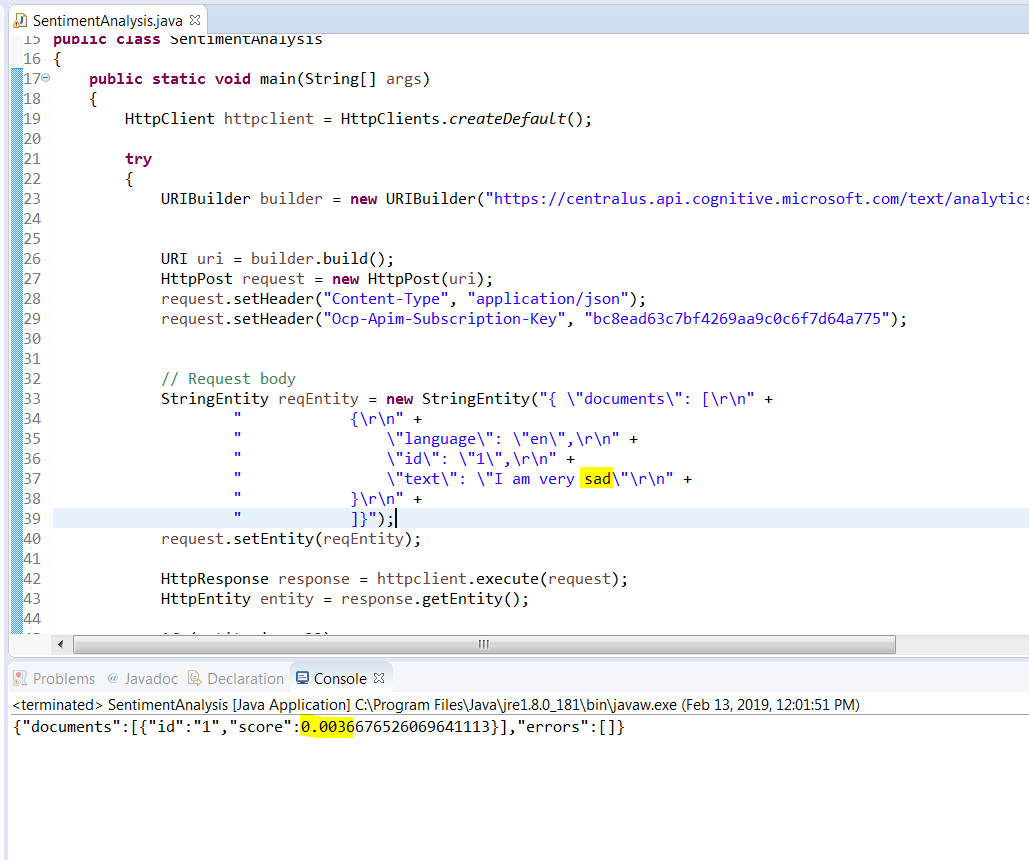 SentimentAnalysis.java
15 public class SentimentAnalysis
16 {
17 public static void main(String[] args)
18 {
19 HttpClient httpclient = HttpClients.createDefault();
20
21 try
22 {
23 URIBuilder builder = new URIBuilder("https://centralus.api.cognitive.microsoft.com/text/analytics
24
25
26 URI uri = builder.build();
27 HttpPost request = new HttpPost(uri);
28 request.setHeader("Content-Type", "application/json");
29 request.setHeader("Ocp-Apim-Subscription-Key", "bc8ead63c7bf4269aa9c0c6f7d64a775");
30
31
32 // Request body
33 StringEntity reqEntity = new StringEntity("{ \"documents\": [\r\n" +
34 " {\r\n" +
35 " \"language\": \"en\",\r\n" +
36 " \"id\": \"1\",\r\n" +
37 " \"text\": \"I am very sad\"\r\n" +
38 " }\r\n" +
39 " ]}");
40 request.setEntity(reqEntity);
41
42 HttpResponse response = httpclient.execute(request);
43 HttpEntity entity = response.getEntity();
44
Problems @ Javadoc Declaration Console
<terminated> SentimentAnalysis [Java Application] C:\Program Files\Java\jre1.8.0_181\bin\javaw.exe (Feb 13, 2019, 12:01:51 PM)
{"documents":[{"id":"1","score":0.0036676526069641113}],"errors":[]}